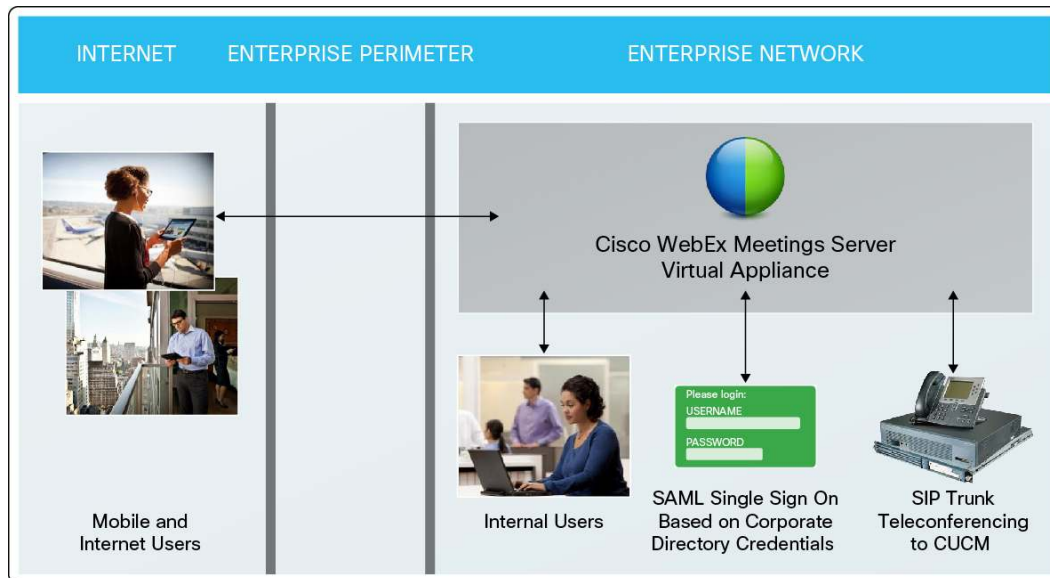 INTERNET
ENTERPRISE PERIMETER
ENTERPRISE NETWORK
Cisco WebEx Meetings Server
Virtual Appliance
Please login:
USERNAME
PASSWORD
Mobile and
Internet Users
Internal Users
SAML Single Sign On
Based on Corporate
Directory Credentials
SIP Trunk
Teleconferencing
to CUCM